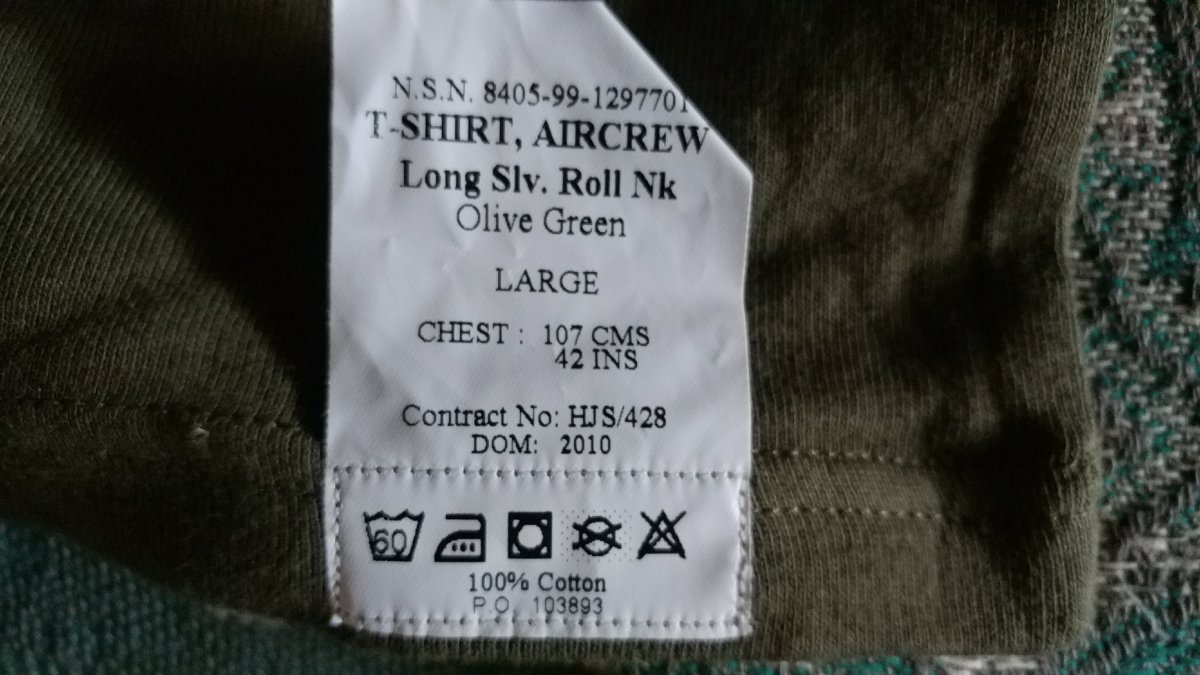 N.S.N. 8405-99-1297701
T-SHIRT, AIRCREW
Long Slv. Roll Nk
Olive Green
LARGE
CHEST : 107 CMS
42 INS
Contract No: HJS/428
DOM: 2010
60
100% Cotton
P.O. 103893